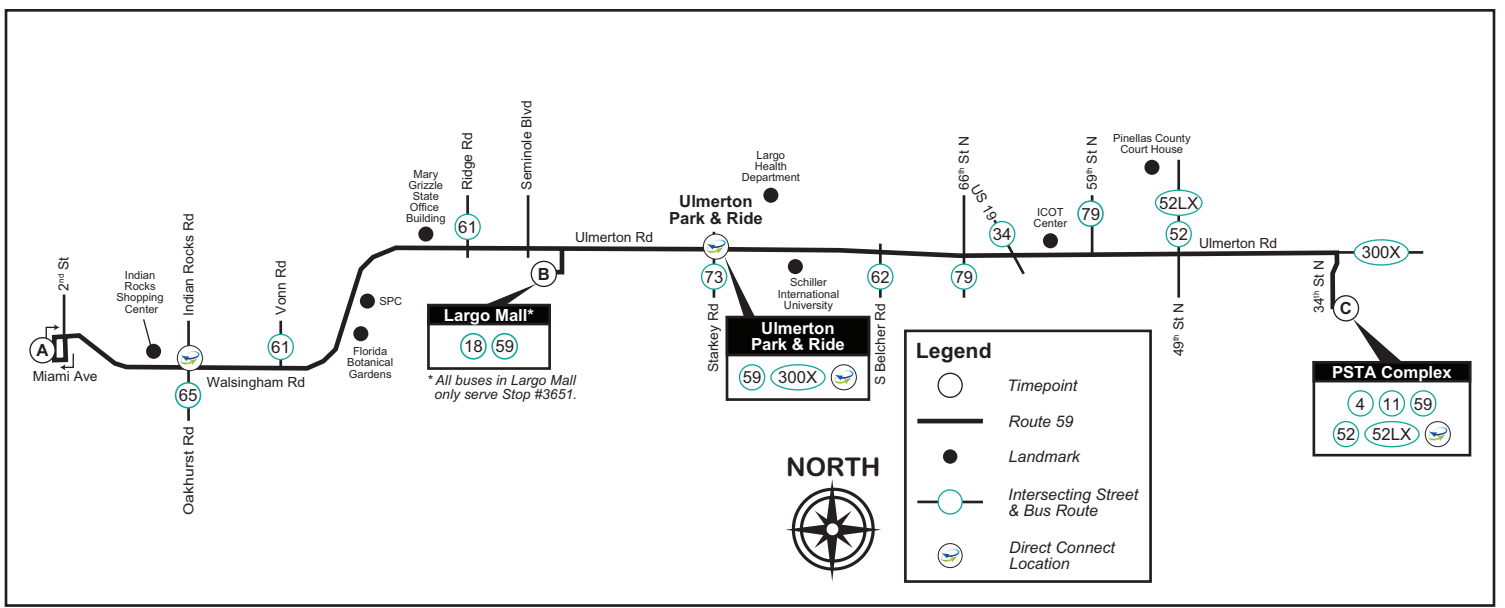 A
Miami Ave
2nd St
Indian
Rocks
Shopping
Center
Indian Rocks Rd
65
Oakhurst Rd
Walsingham Rd
Vonn Rd
61
SPC
Florida
Botanical
Gardens
Mary
Grizzle
State
Office
Building
Ridge Rd
61
Seminole Blvd
B
Largo Mall*
18 59
* All buses in Largo Mall
only serve Stop #3651.
Ulmerton Rd
Ulmerton
Park & Ride
73
Starkey Rd
Largo
Health
Department
Schiller
International
University
Ulmerton
Park & Ride
59 300X
62
S Belcher Rd
66th St N
79
US 19
34
ICOT
Center
59th St N
79
Pinellas County
Court House
52LX
52
49th St N
Ulmerton Rd
300X
34th St N
C
PSTA Complex
4 11 59
52 52LX
NORTH
Legend
Timepoint
Route 59
Landmark
Intersecting Street
& Bus Route
Direct Connect
Location